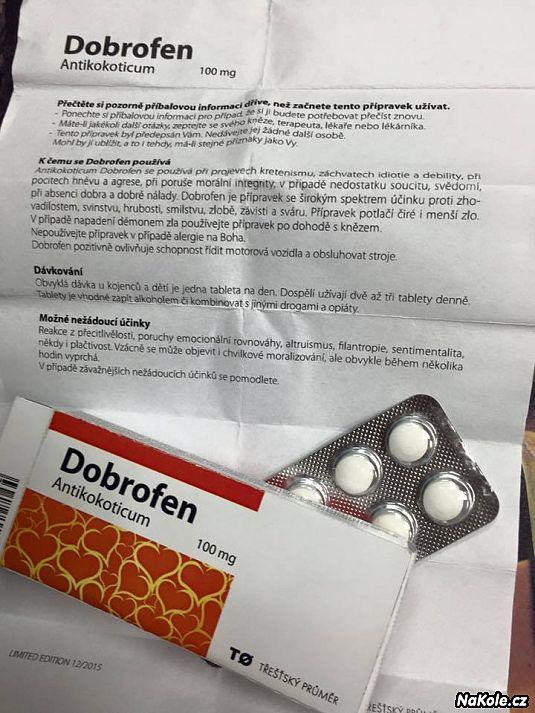 Dobrofen
Antikokoticum 100 mg
Přečtěte si pozorně příbalovou informaci dříve, než začnete tento přípravek užívat.
- Ponechte si příbalovou informaci pro případ, že si ji budete potřebovat přečíst znovu.
- Máte-li jakékoli další otázky, zeptejte se svého kněze, terapeuta, lékaře nebo lékárníka.
- Tento přípravek byl předepsán Vám. Nedávejte jej žádné další osobě.
Mohl by jí ublížit, a to i tehdy, má-li stejné příznaky jako Vy.
K čemu se Dobrofen používá
Antikokoticum Dobrofen se používá při projevech kretenismu, záchvatech idiotie a debility, při
pocitech hněvu a agrese, při poruše morální integrity, v případě nedostatku soucitu, svědomí,
při absenci dobra a dobré nálady. Dobrofen je přípravek se širokým spektrem účinku proti zho-
vadilostem, svinstvu, hrubosti, smilstvu, zlobě, závisti a sváru. Přípravek potlačí čiré i menší zlo.
V případě napadení démonem zla používejte přípravek po dohodě s knězem.
Nepoužívejte přípravek v případě alergie na Boha.
Dobrofen pozitivně ovlivňuje schopnost řídit motorová vozidla a obsluhovat stroje.
Dávkování
Obvyklá dávka u kojenců a dětí je jedna tableta na den. Dospělí užívají dvě až tři tablety denně.
Tablety je vhodné zapít alkoholem či kombinovat s jinými drogami a opiáty.
Možné nežádoucí účinky
Reakce z přecitlivělosti, poruchy emocionální rovnováhy, altruismus, filantropie, sentimentalita,
někdy i plačtivost. Vzácně se může objevit i chvilkové moralizování, ale obvykle během několika
hodin vyprchá.
V případě závažnějších nežádoucích účinků se pomodlete.
Dobrofen
Antikokoticum
100 mg
TØ TŘEŠŤSKÝ PRŮMĚR
LIMITED EDITION 12/2015
ŘEŠŤSKÝ PRŮMĚR
NaKole.cz